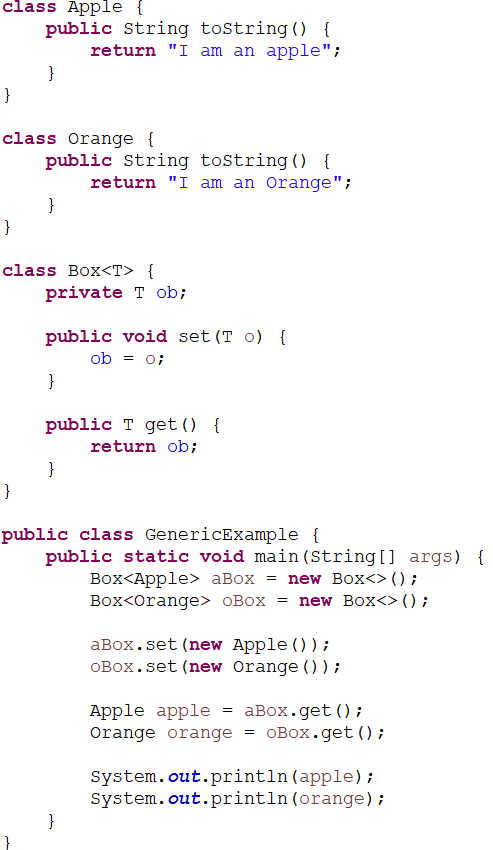 class Apple {
    public String toString() {
        return "I am an apple";
    }
}

class Orange {
    public String toString() {
        return "I am an Orange";
    }
}

class Box<T> {
    private T ob;

    public void set(T o) {
        ob = o;
    }

    public T get() {
        return ob;
    }
}

public class GenericExample {
    public static void main(String[] args) {
        Box<Apple> aBox = new Box<>();
        Box<Orange> oBox = new Box<>();

        aBox.set(new Apple());
        oBox.set(new Orange());

        Apple apple = aBox.get();
        Orange orange = oBox.get();

        System.out.println(apple);
        System.out.println(orange);
    }
}